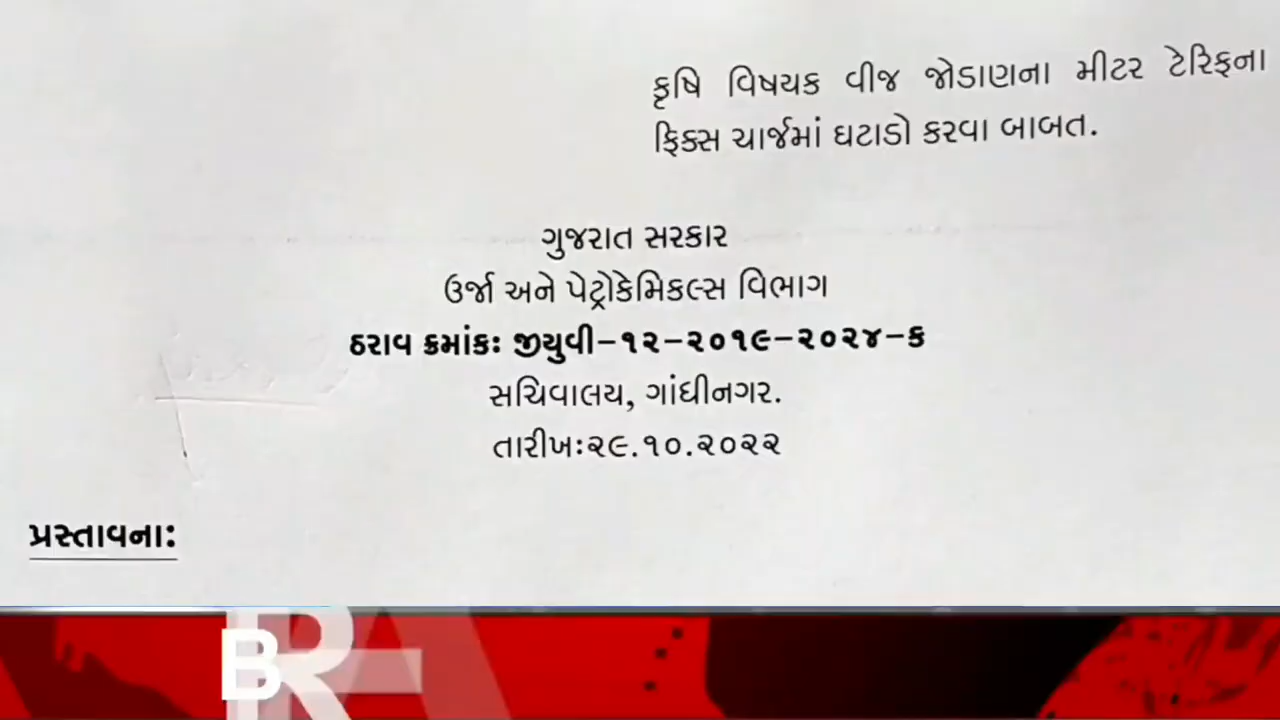 કૃષિ વિષયક વીજ જોડાણના મીટર ટેરિફના
ફિક્સ ચાર્જમાં ઘટાડો કરવા બાબત.
ગુજરાત સરકાર
ઉર્જા અને પેટ્રોકેમિકલ્સ વિભાગ
ઠરાવ ક્રમાંકઃ જીયુવી-૧૨-૨૦૧૯-૨૦૨૪-ક
સચિવાલય, ગાંધીનગર.
તારીખઃ૨૯.૧૦.૨૦૨૨
પ્રસ્તાવનાઃ